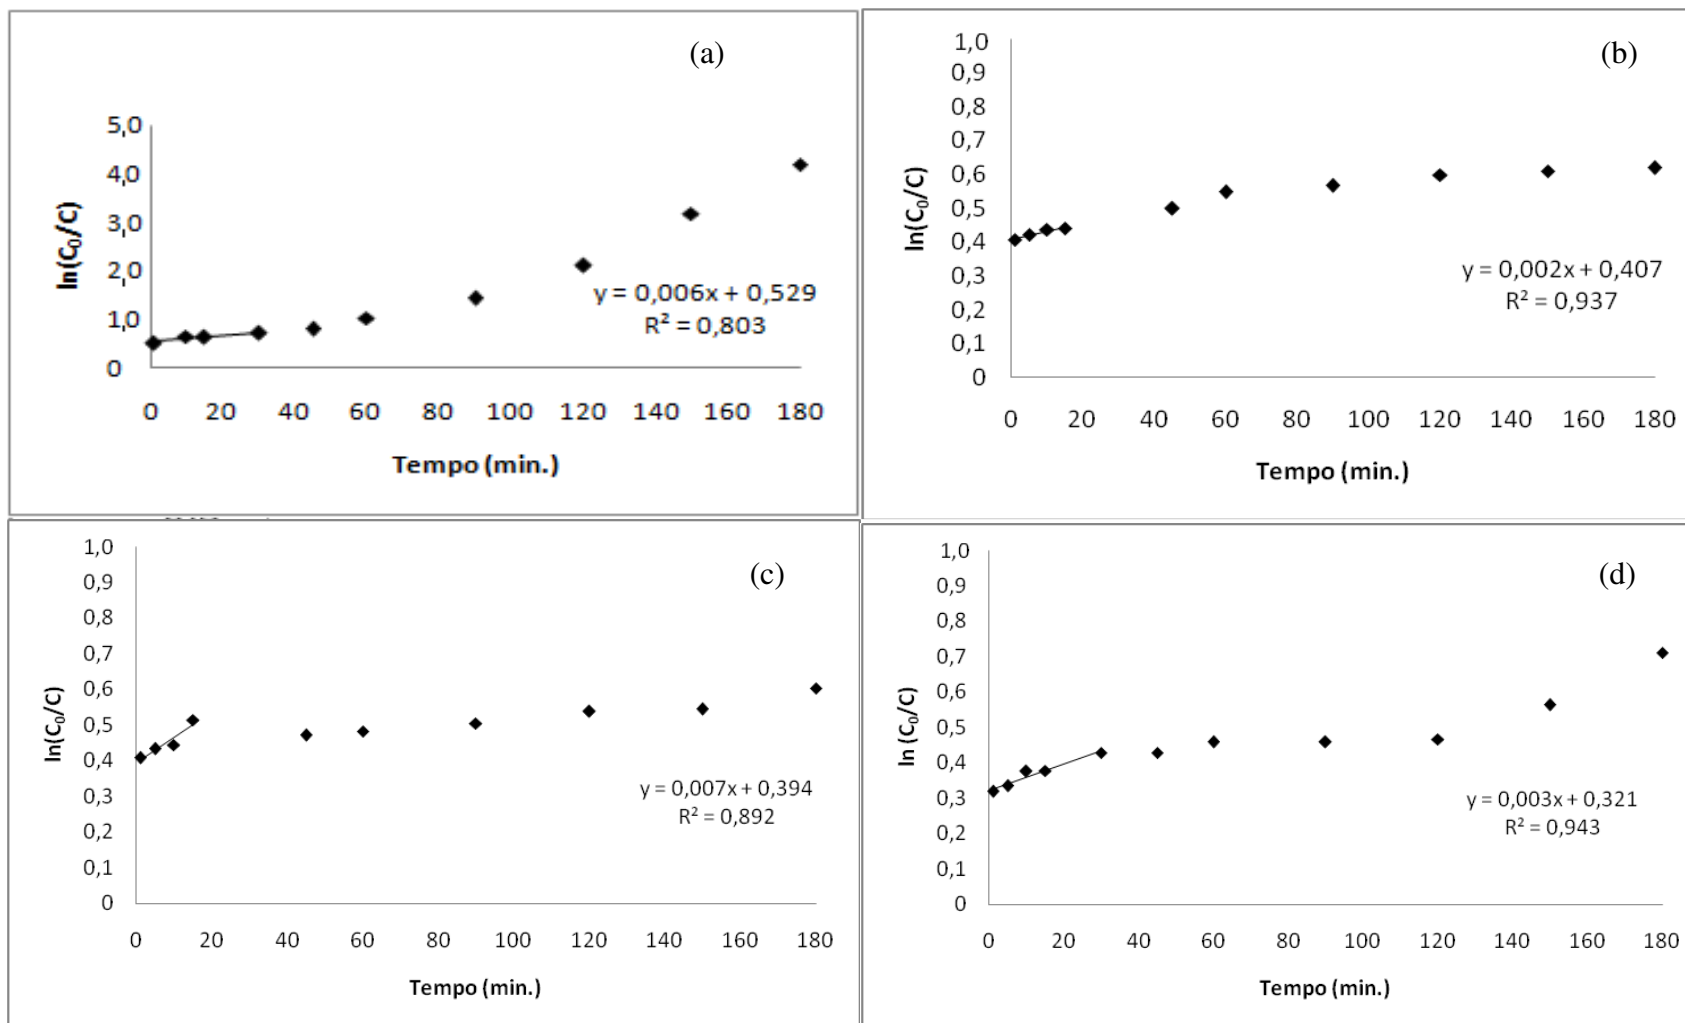 (a)
5,0
4,0
3,0
2,0
1,0
0
ln(C₀/C)
y = 0,006x + 0,529
R² = 0,803
0 20 40 60 80 100 120 140 160 180
Tempo (min.)
(b)
1,0
0,9
0,8
0,7
0,6
0,5
0,4
0,3
0,2
0,1
0
ln(C₀/C)
y = 0,002x + 0,407
R² = 0,937
0 20 40 60 80 100 120 140 160 180
Tempo (min.)
(c)
1,0
0,9
0,8
0,7
0,6
0,5
0,4
0,3
0,2
0,1
0
ln(C₀/C)
y = 0,007x + 0,394
R² = 0,892
0 20 40 60 80 100 120 140 160 180
Tempo (min.)
(d)
1,0
0,9
0,8
0,7
0,6
0,5
0,4
0,3
0,2
0,1
0
ln (C₀/C)
y = 0,003x + 0,321
R² = 0,943
0 20 40 60 80 100 120 140 160 180
Tempo (min.)